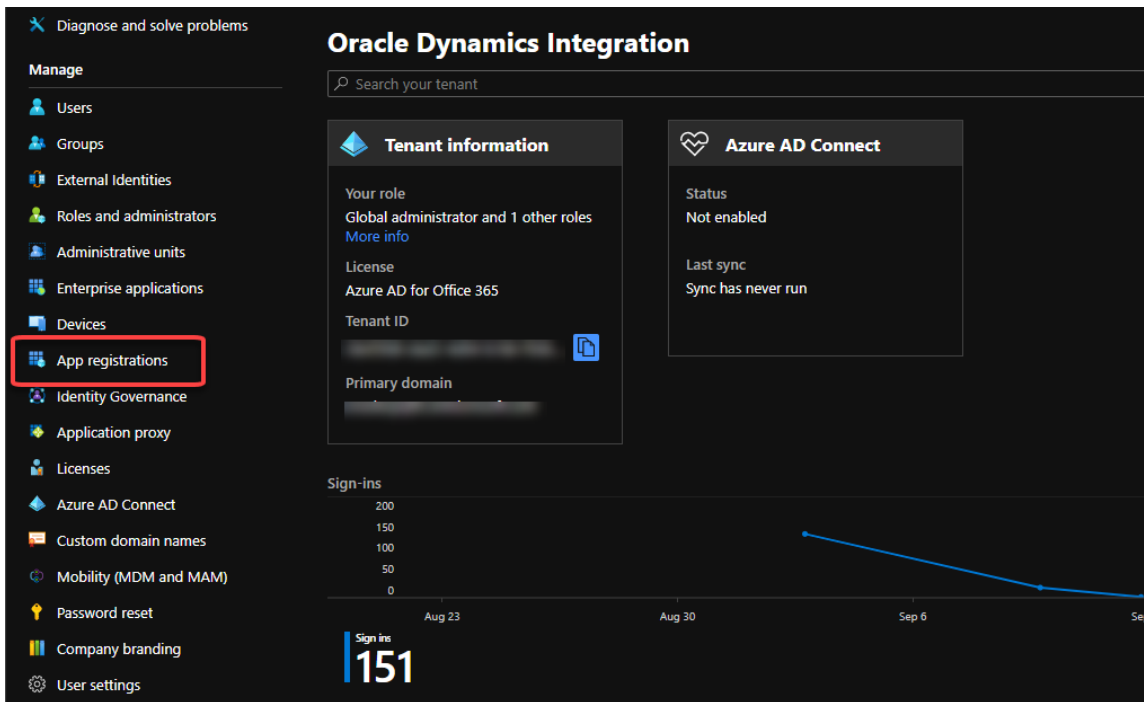 Diagnose and solve problems
Manage
Users
Groups
External Identities
Roles and administrators
Administrative units
Enterprise applications
Devices
App registrations
Identity Governance
Application proxy
Licenses
Azure AD Connect
Custom domain names
Mobility (MDM and MAM)
Password reset
Company branding
User settings
Oracle Dynamics Integration
Search your tenant
Tenant information
Your role
Global administrator and 1 other roles
More info
License
Azure AD for Office 365
Tenant ID
Primary domain
Azure AD Connect
Status
Not enabled
Last sync
Sync has never run
Sign-ins
200
150
100
50
0
Aug 23
Aug 30
Sep 6
Sign ins
151